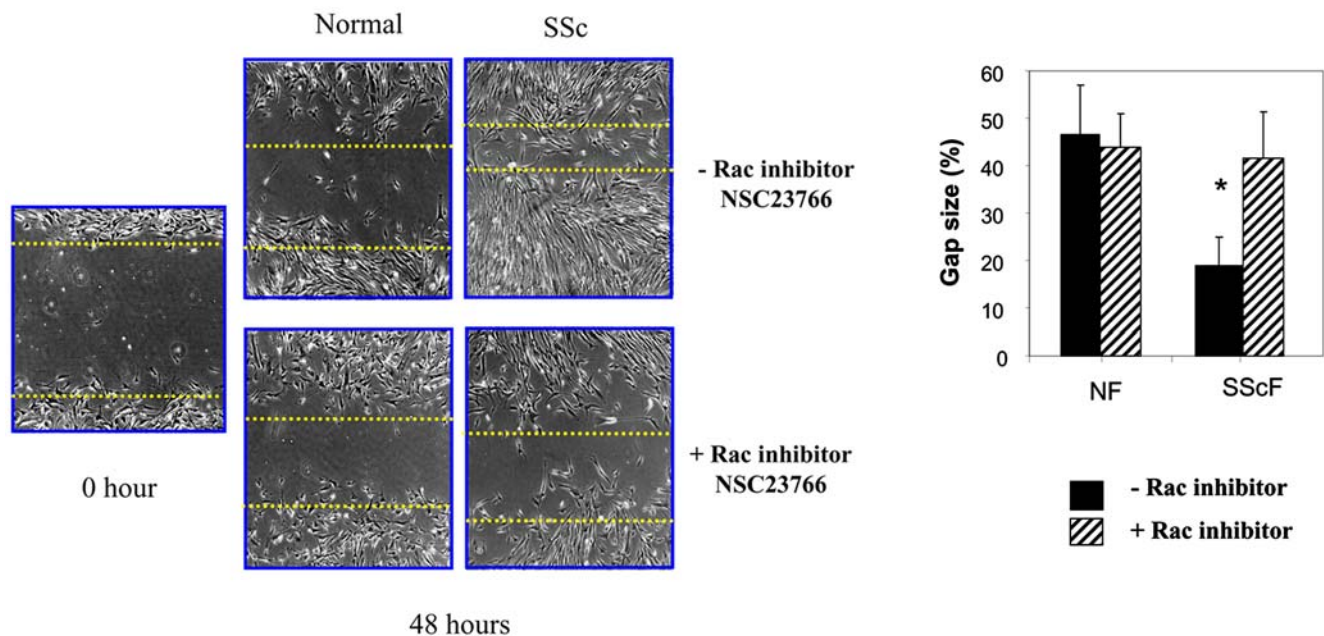 Normal
SSc
- Rac inhibitor
NSC23766
0 hour
+ Rac inhibitor
NSC23766
48 hours
60
50
40
30
20
10
0
Gap size (%)
*
NF
SScF
- Rac inhibitor
+ Rac inhibitor